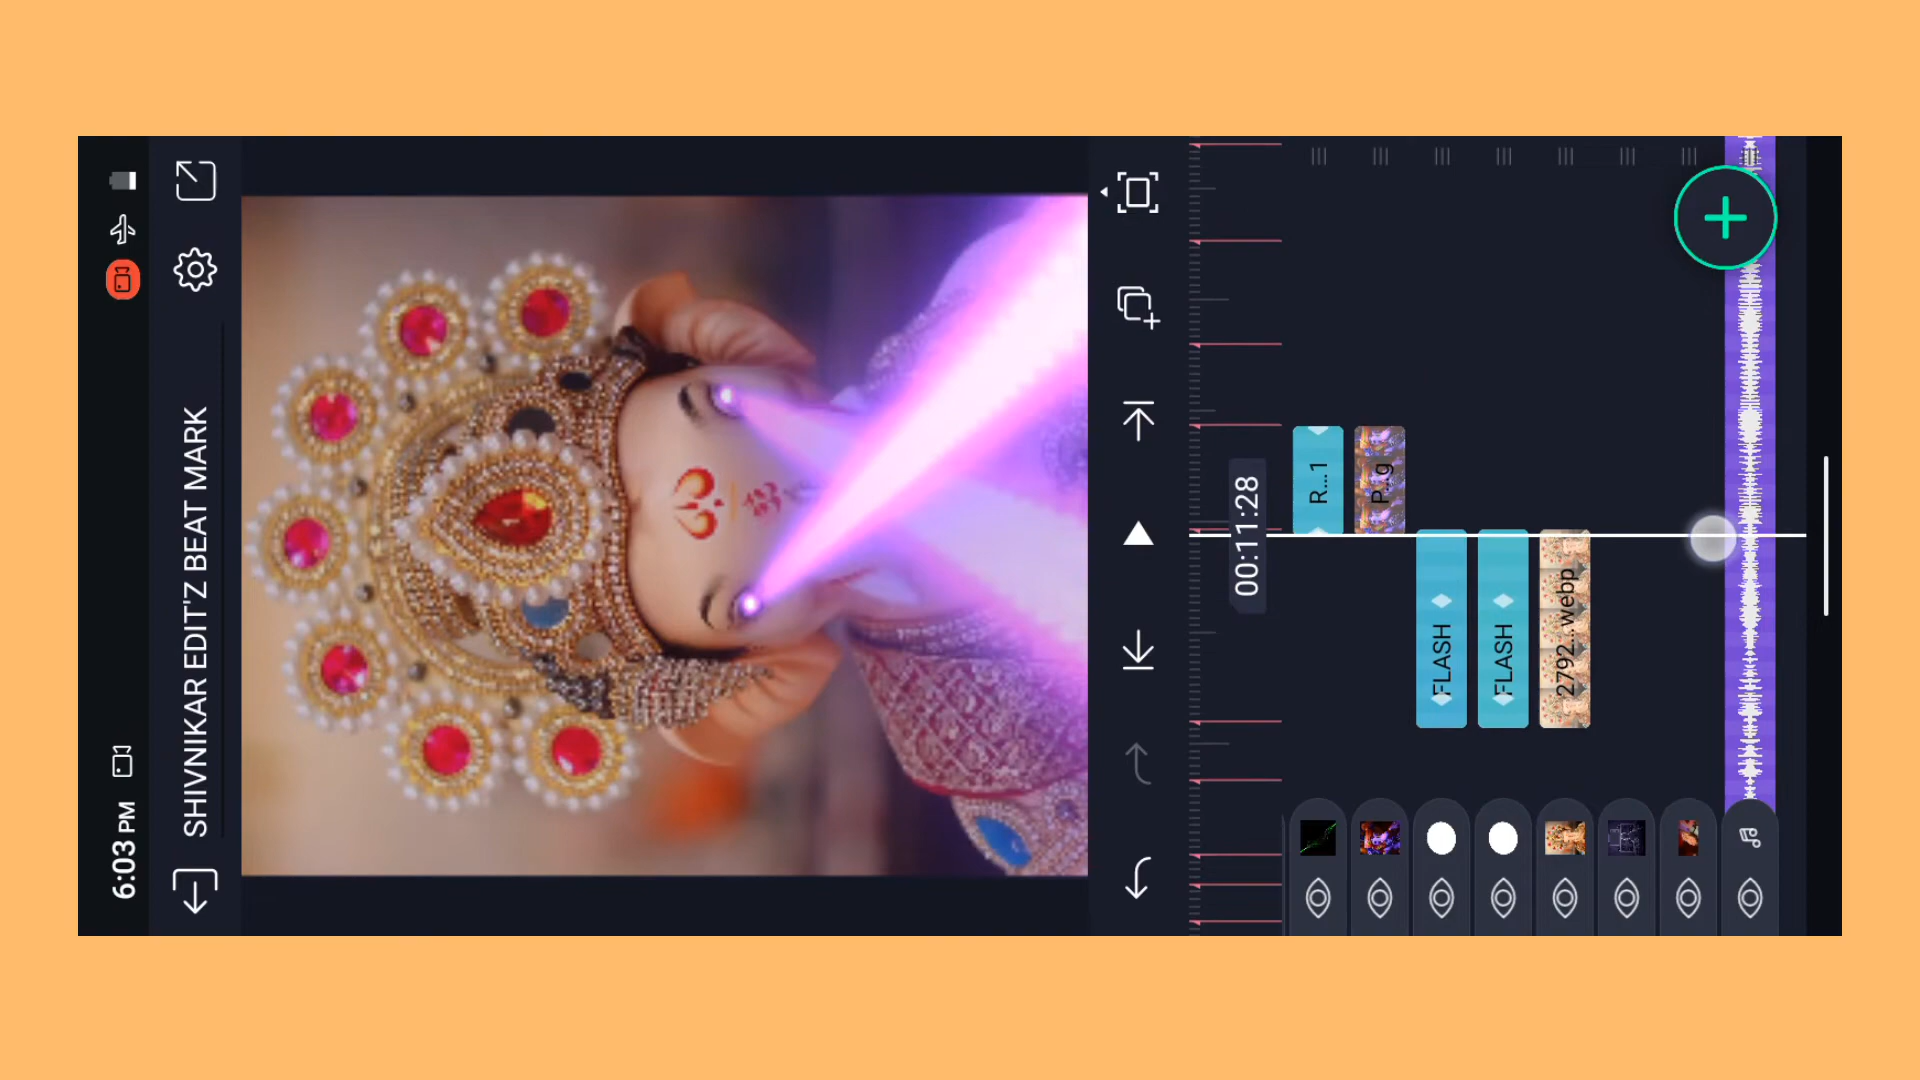 6:03 PM
SHIVNIKAR EDIT'Z BEAT MARK
00:11:28
R...1
P...g
FLASH
FLASH
2792...webp